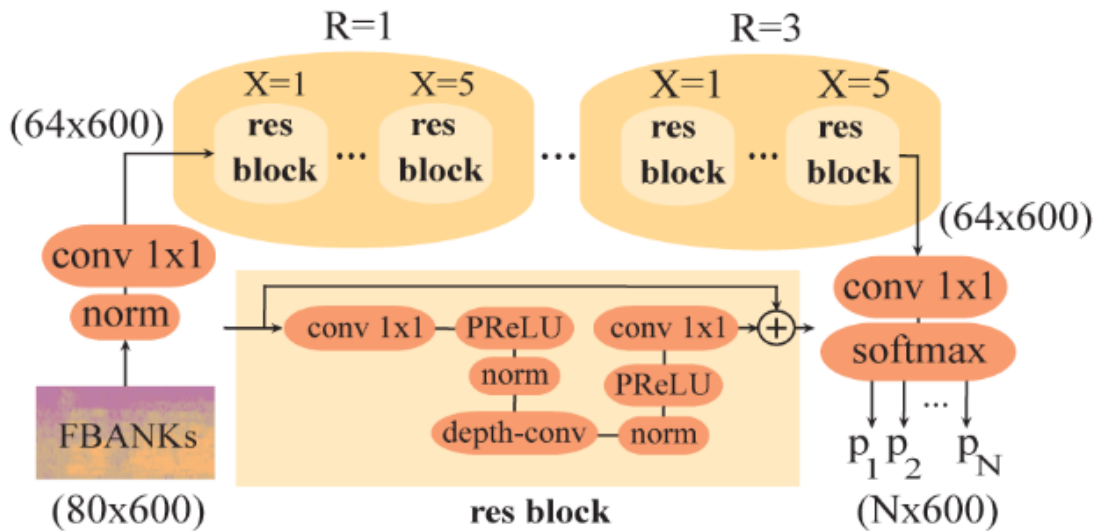 R=1
R=3
X=1
X=5
X=1
X=5
(64x600)
res
block
...
res
block
...
res
block
...
res
block
(64x600)
conv 1x1
norm
FBANKs
(80x600)
conv 1x1
PReLU
norm
depth-conv
norm
PReLU
conv 1x1
+
res block
conv 1x1
softmax
...
p1 p2 pN
(Nx600)